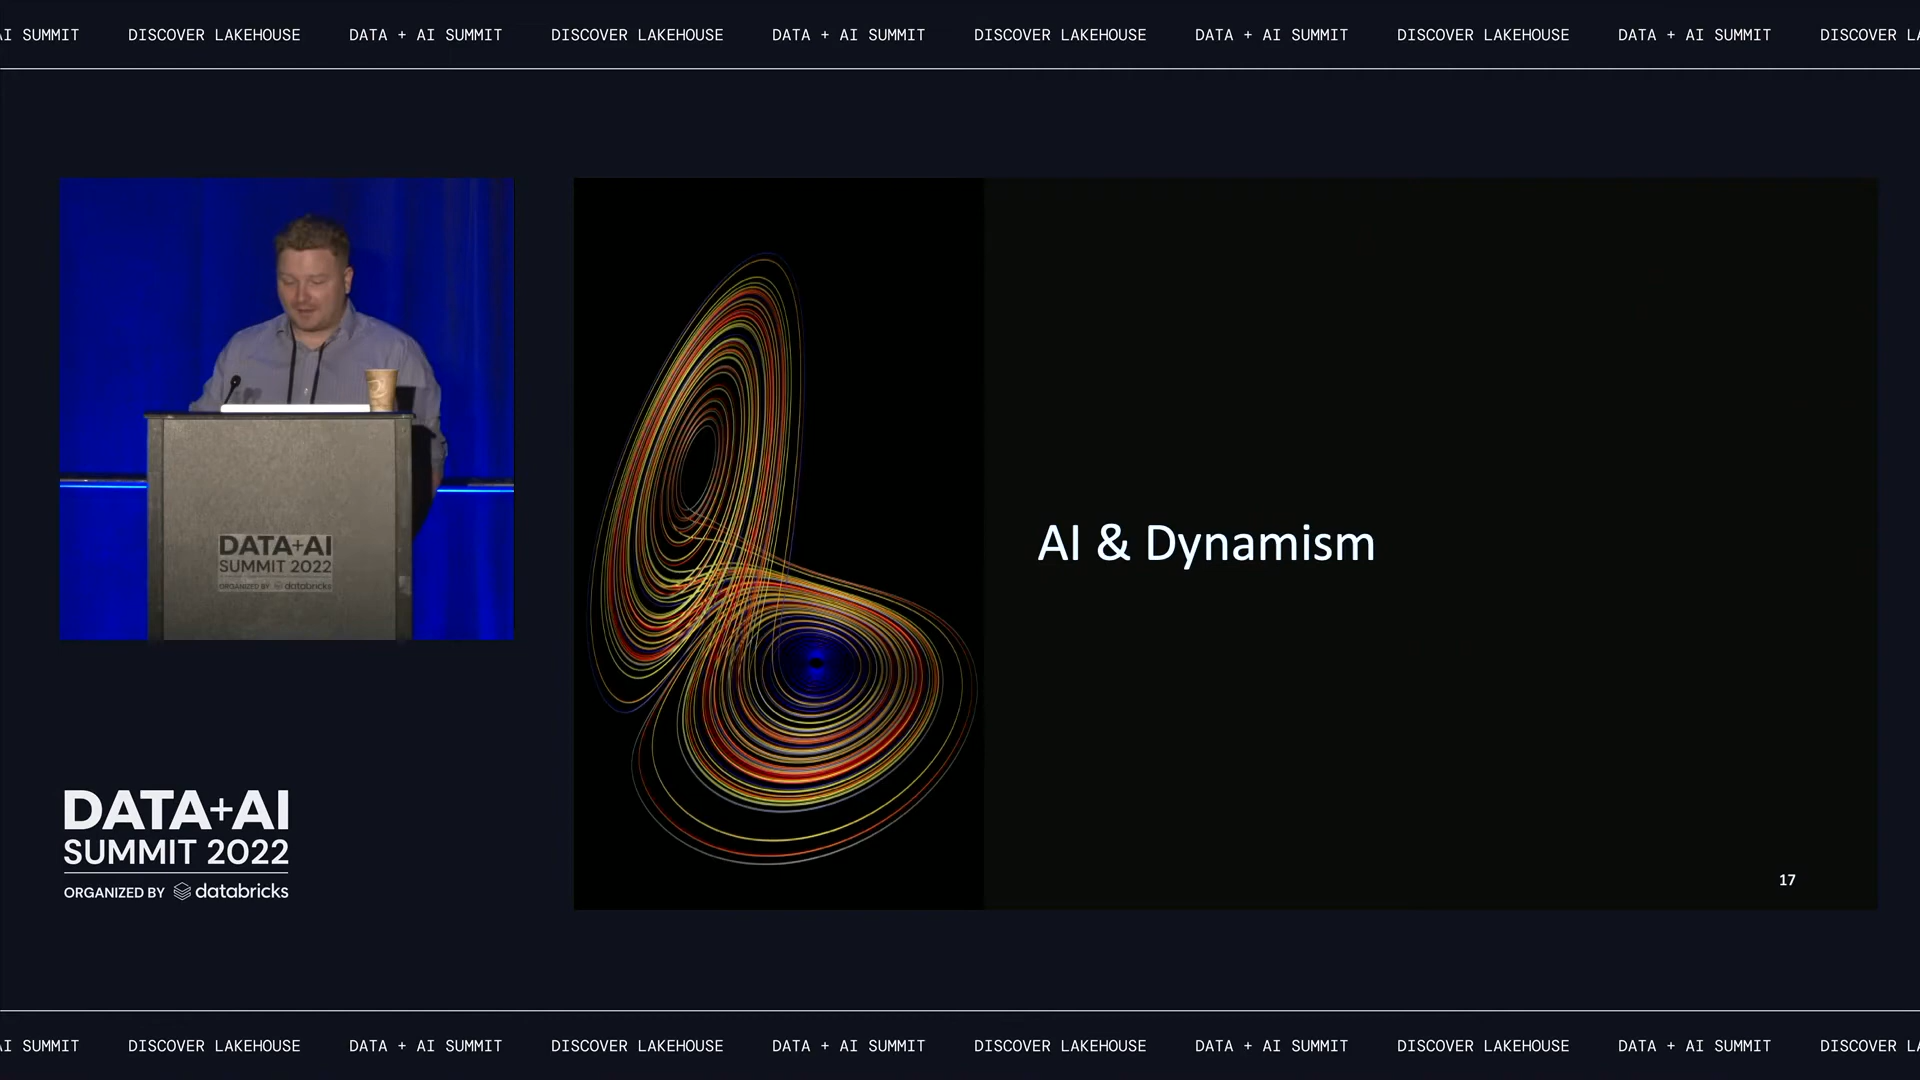 AI SUMMIT DISCOVER LAKEHOUSE DATA + AI SUMMIT DISCOVER LAKEHOUSE DATA + AI SUMMIT DISCOVER LAKEHOUSE DATA + AI SUMMIT DISCOVER LAKEHOUSE DATA + AI SUMMIT DISCOVER LA
DATA+AI
SUMMIT 2022
ORGANIZED BY databricks
AI & Dynamism
17
DATA+AI
SUMMIT 2022
ORGANIZED BY databricks
AI SUMMIT DISCOVER LAKEHOUSE DATA + AI SUMMIT DISCOVER LAKEHOUSE DATA + AI SUMMIT DISCOVER LAKEHOUSE DATA + AI SUMMIT DISCOVER LAKEHOUSE DATA + AI SUMMIT DISCOVER LA